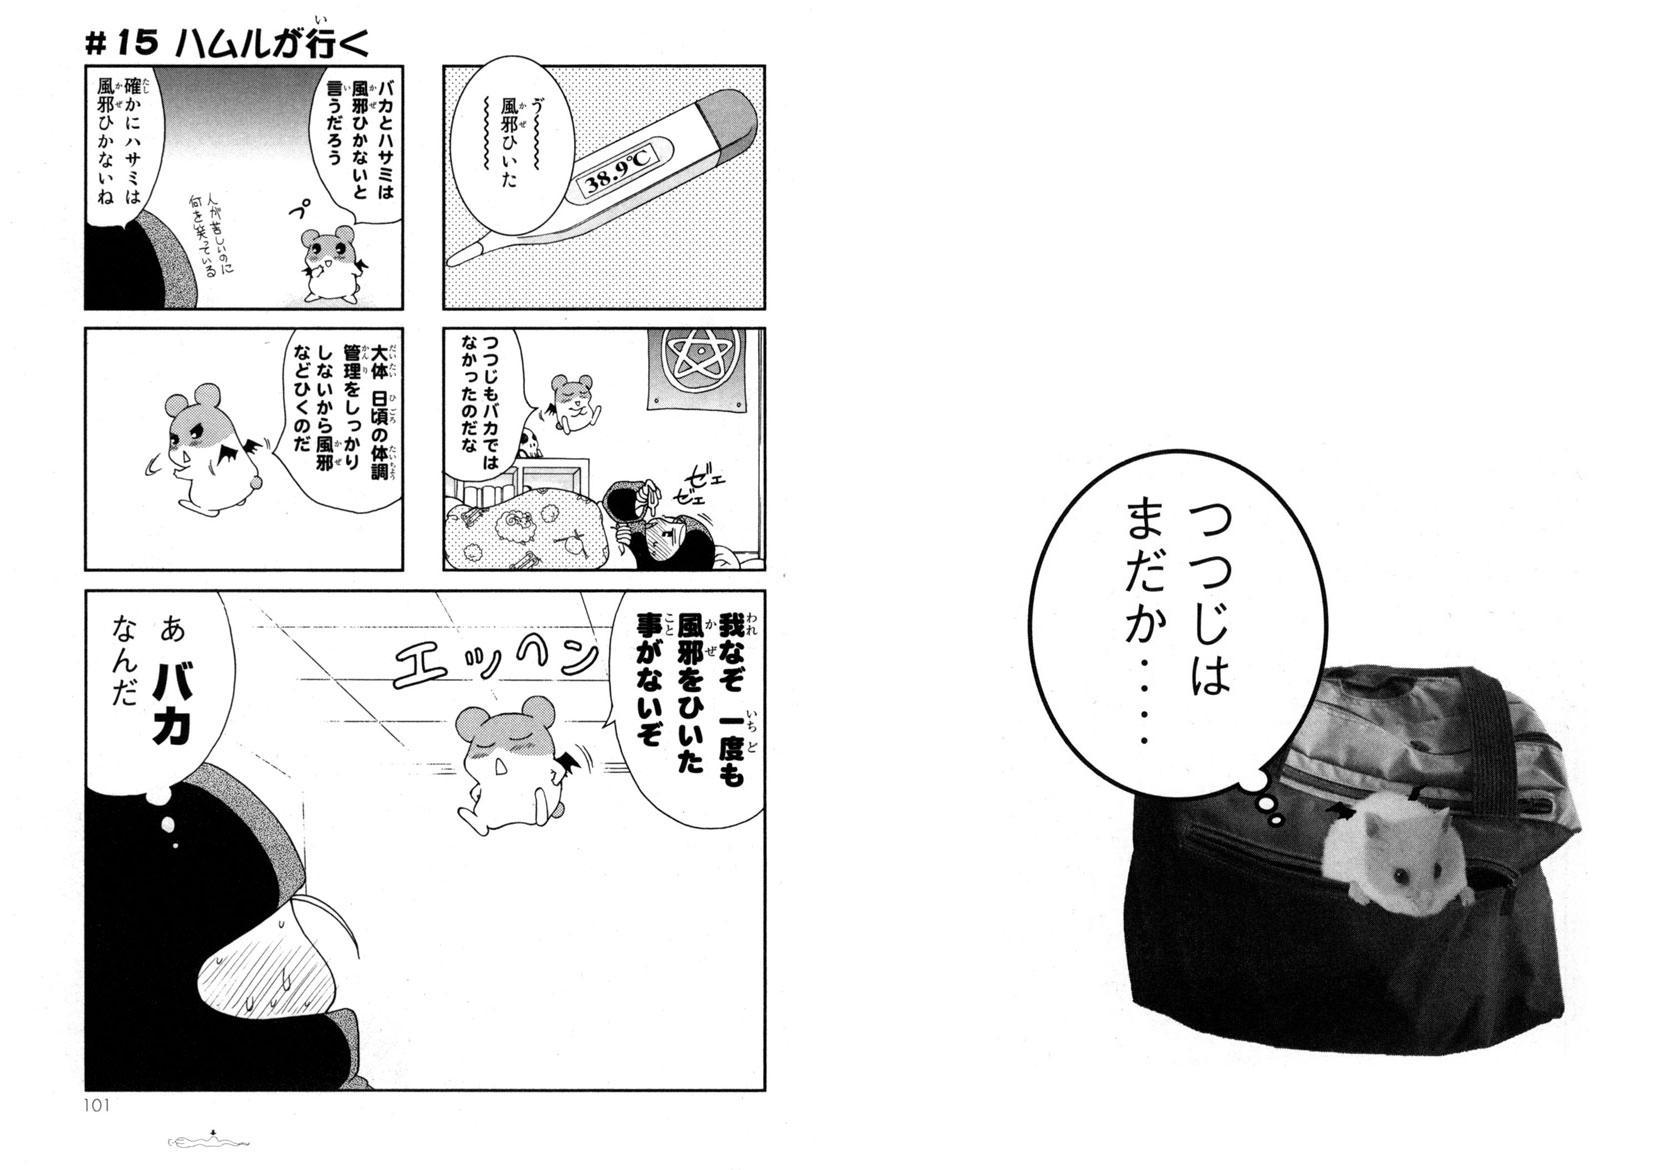 つつじは
まだか・・・・
#15 ハムルが行く
う〜〜〜
風邪ひいた
〜〜〜
38.9℃
バカとハサミは
風邪ひかないと
言うだろう
プ
人が苦しいのに
何を笑っている
確かにハサミは
風邪ひかないね
つつじもバカでは
なかったのだな
ゼェ
ゼェ
大体 日頃の体調
管理をしっかり
しないから風邪
などひくのだ
我なぞ 一度も
風邪をひいた
事がないぞ
エッヘン
あ バカ
なんだ
101